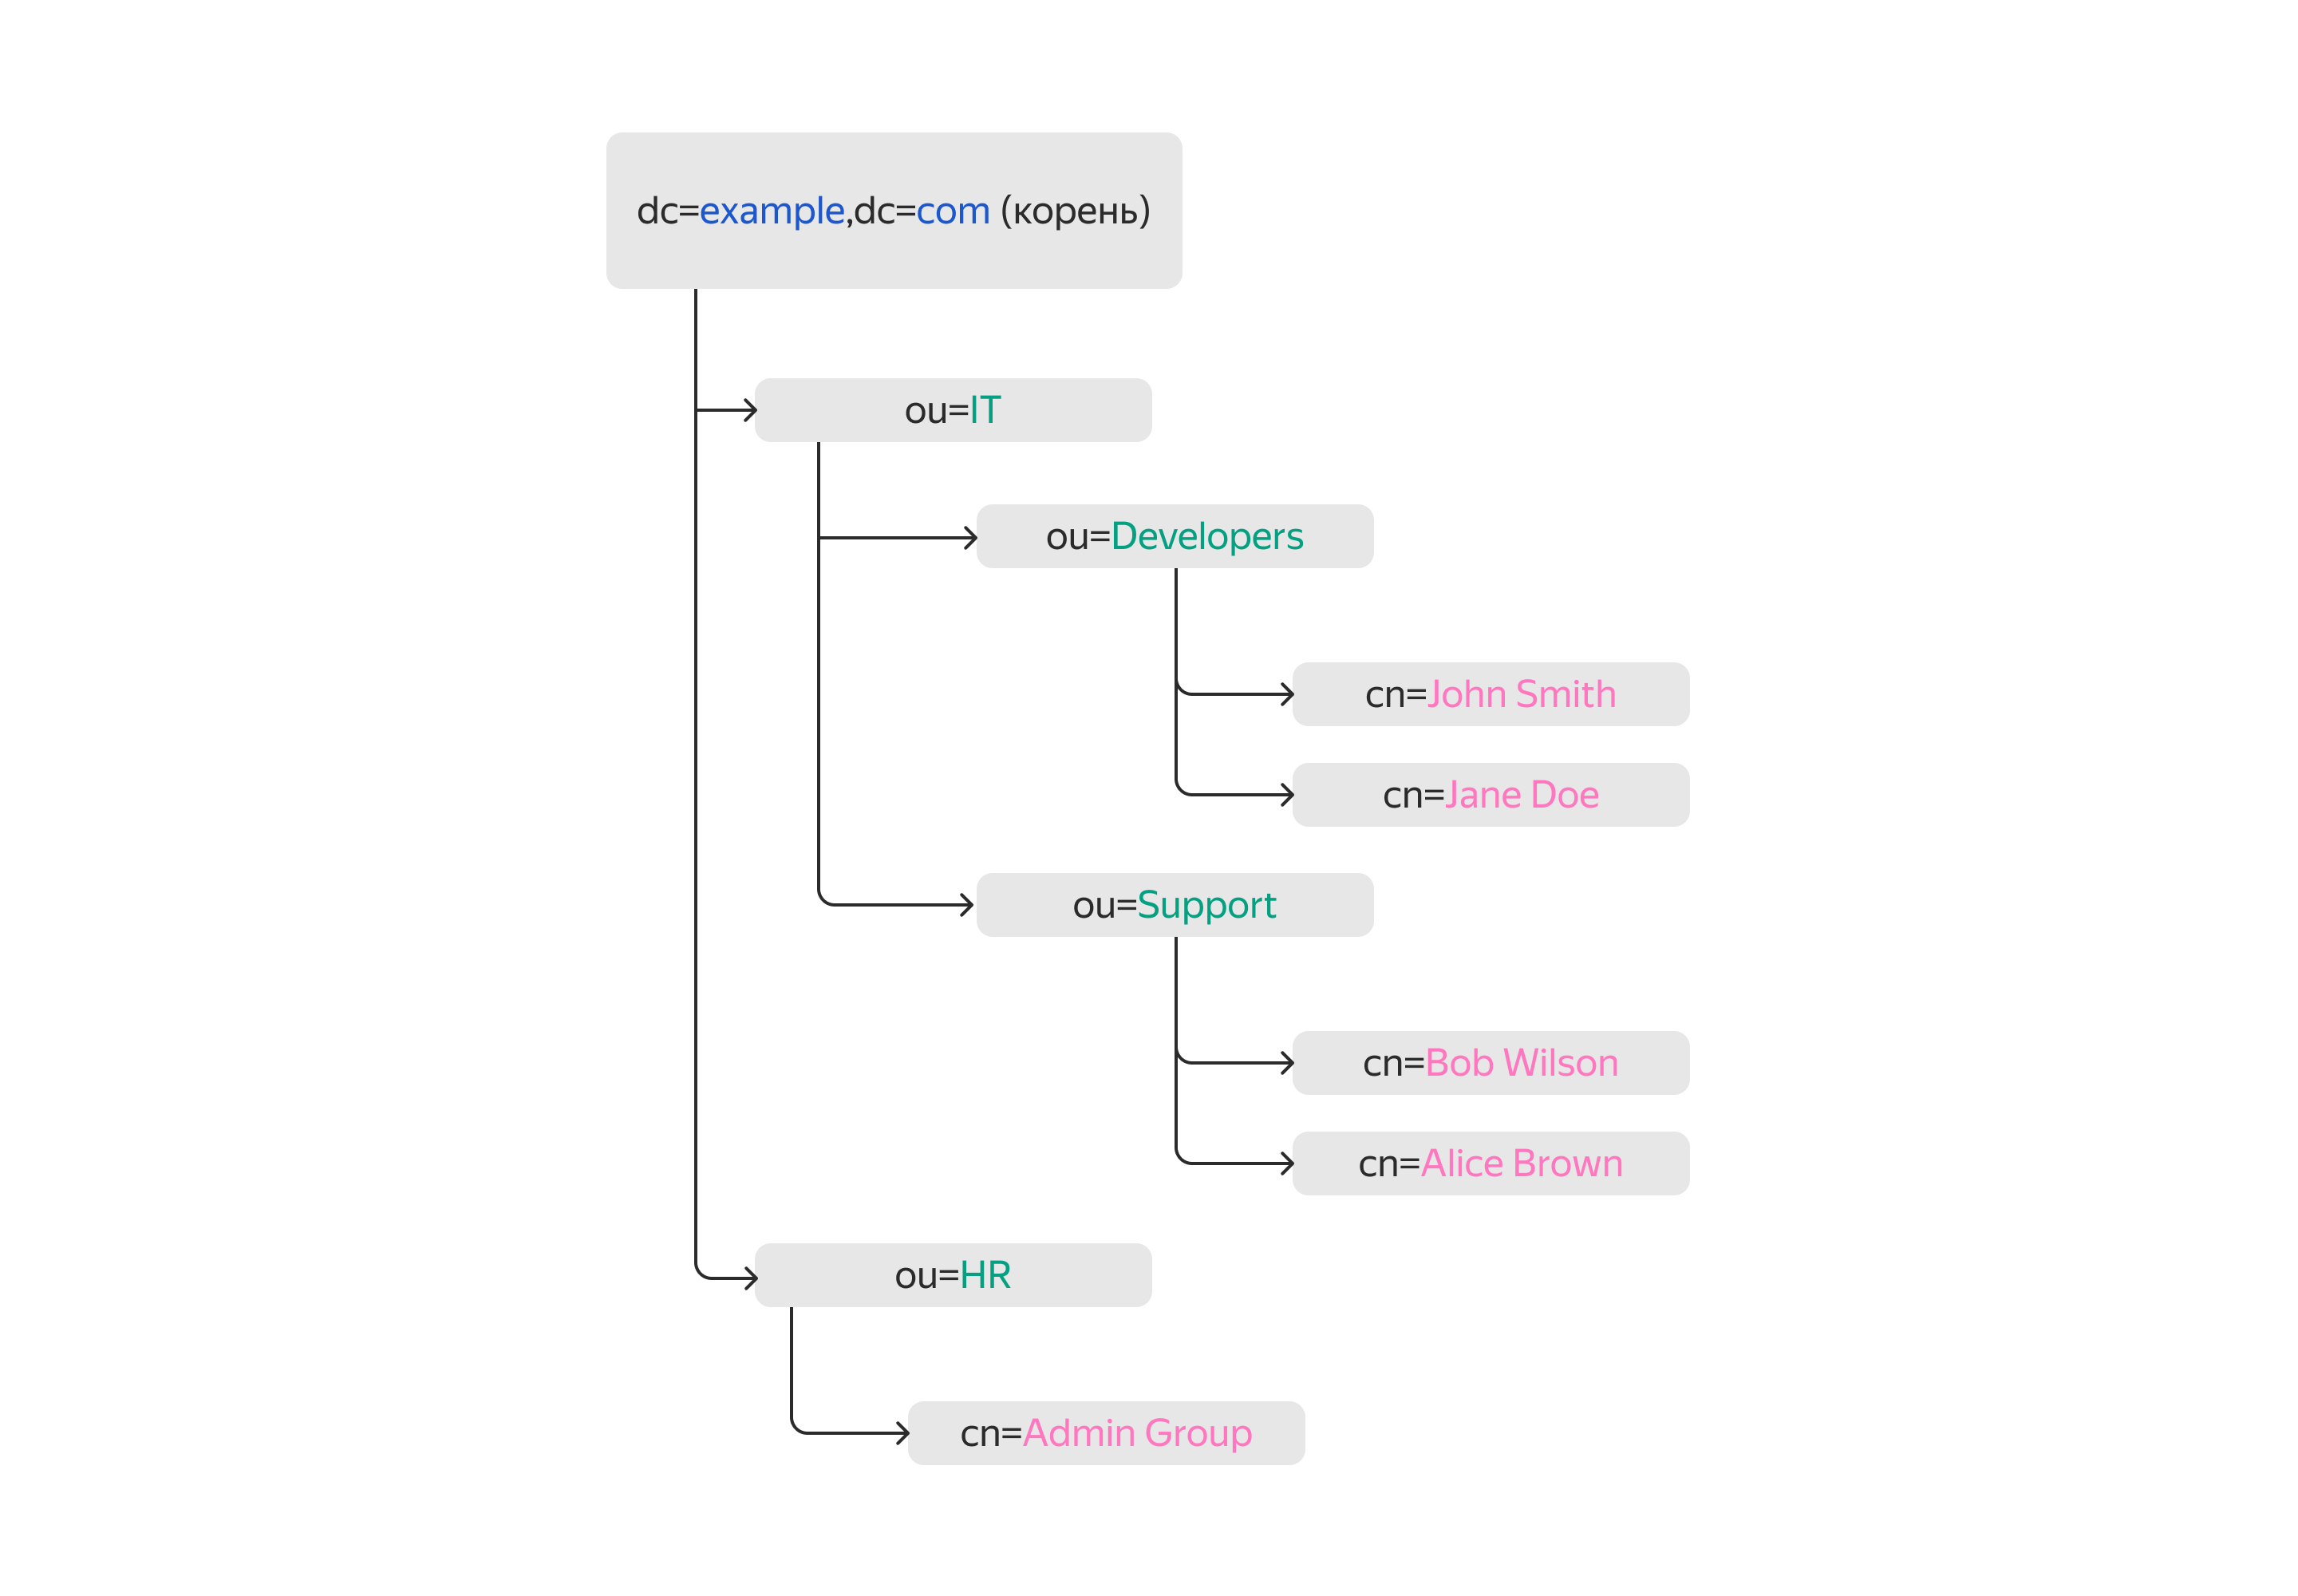 dc=example,dc=com (корень)
ou=IT
ou=Developers
cn=John Smith
cn=Jane Doe
ou=Support
cn=Bob Wilson
cn=Alice Brown
ou=HR
cn=Admin Group